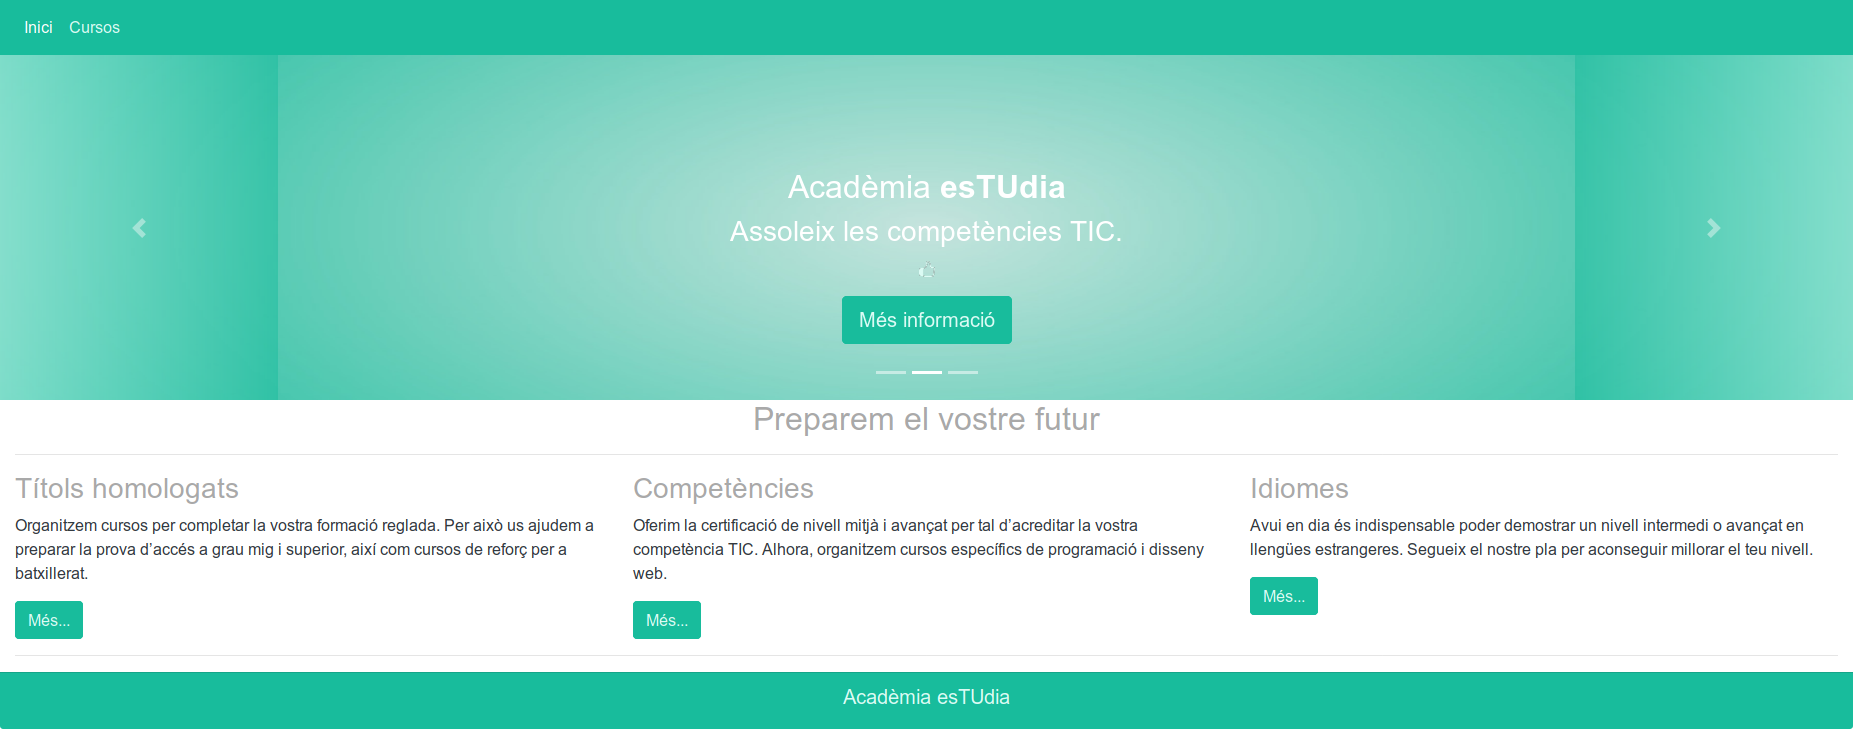 Inici Cursos
Acadèmia esTUdia
Assoleix les competències TIC.
Més informació
Preparem el vostre futur
Títols homologats
Organitzem cursos per completar la vostra formació reglada. Per això us ajudem a
preparar la prova d’accés a grau mig i superior, així com cursos de reforç per a
batxillerat.
Més...
Competències
Oferim la certificació de nivell mitjà i avançat per tal d’acreditar la vostra
competència TIC. Alhora, organitzem cursos específics de programació i disseny
web.
Més...
Idiomes
Avui en dia és indispensable poder demostrar un nivell intermedi o avançat en
llengües estrangeres. Segueix el nostre pla per aconseguir millorar el teu nivell.
Més...
Acadèmia esTUdia